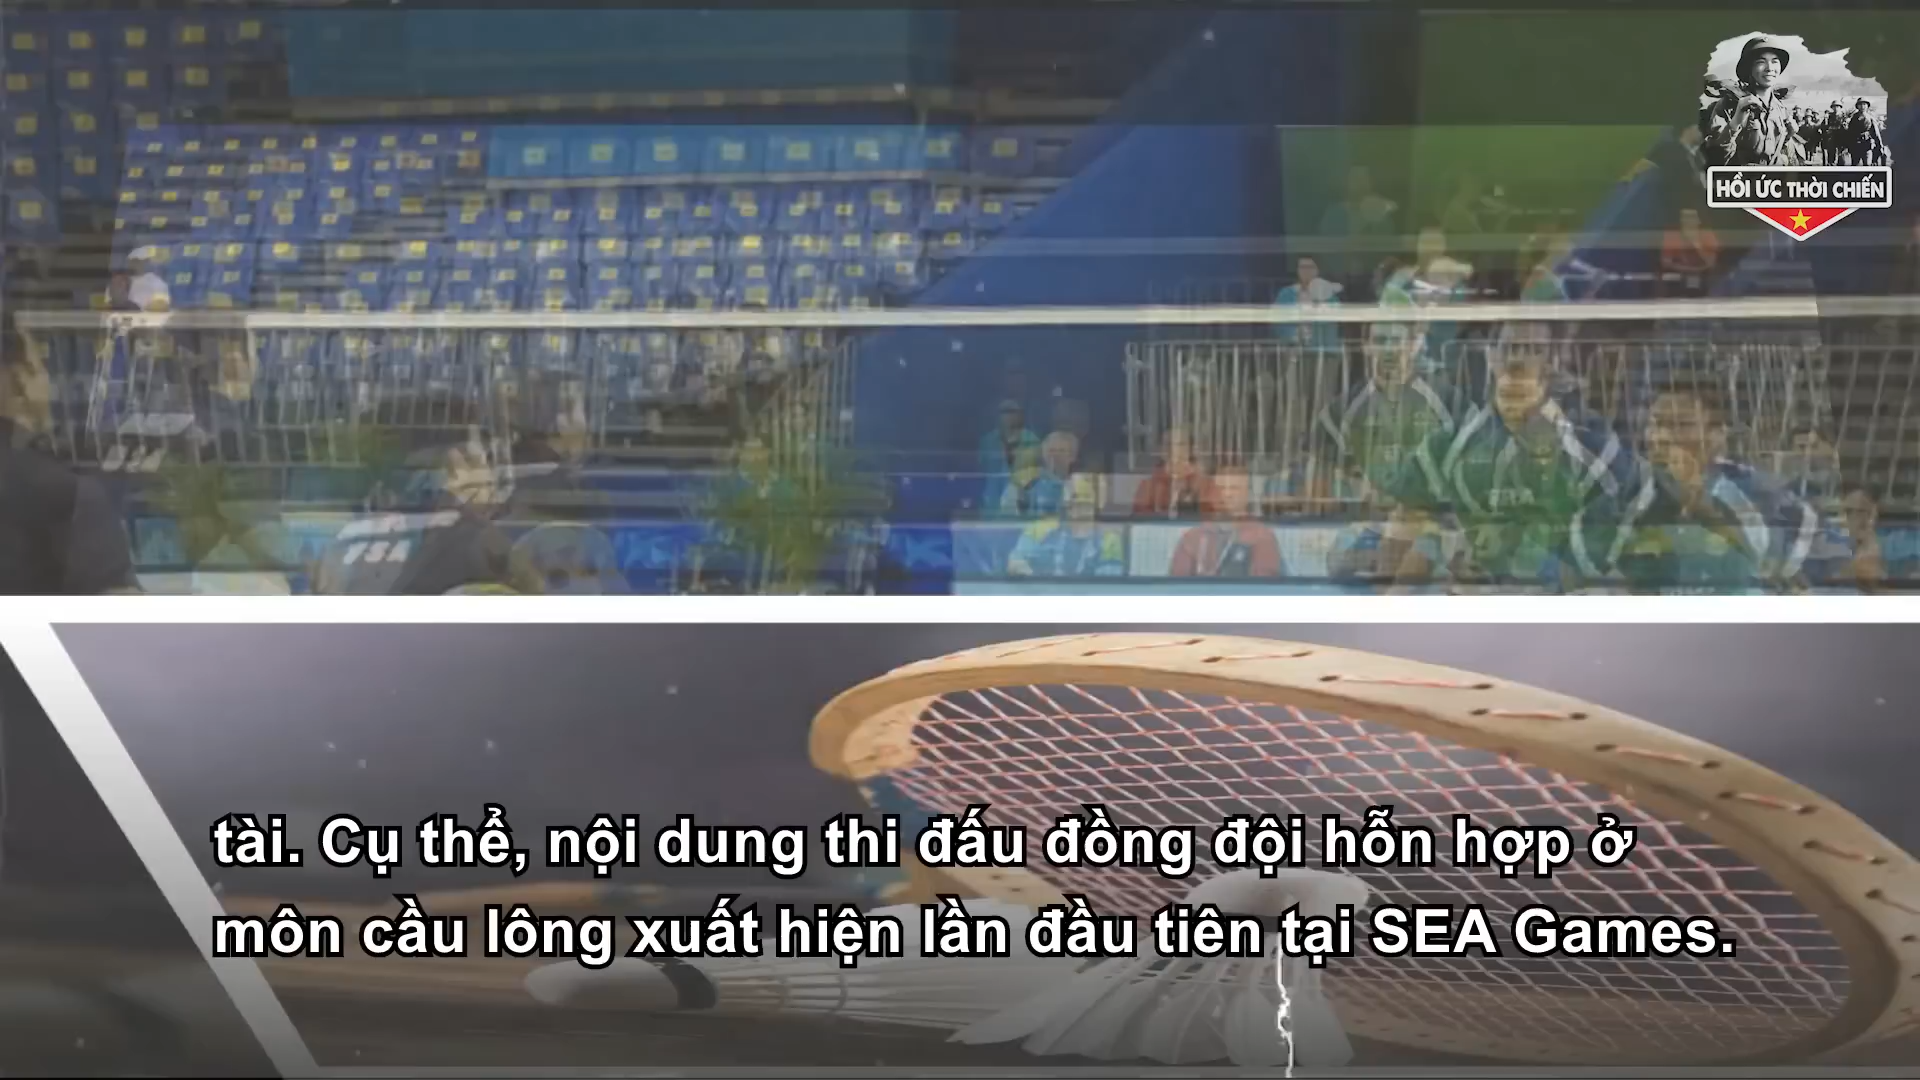 HỒI ỨC THỜI CHIẾN
tài. Cụ thể, nội dung thi đấu đồng đội hỗn hợp ở
môn cầu lông xuất hiện lần đầu tiên tại SEA Games.